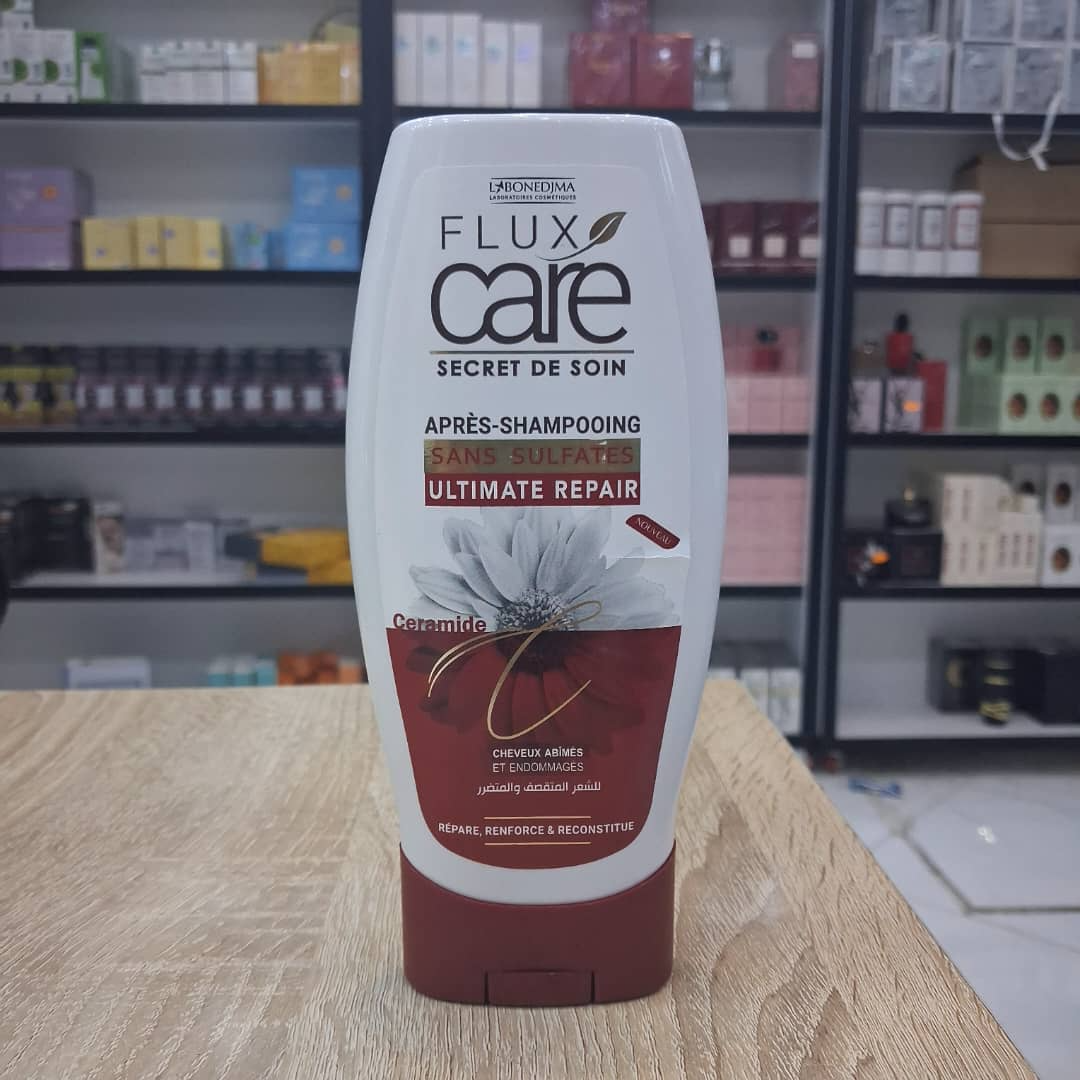 LABONEDJMA
LABORATOIRES COSMÉTIQUES
FLUX
care
SECRET DE SOIN
APRÈS-SHAMPOOING
SANS SULFATES
ULTIMATE REPAIR
NOUVEAU
Ceramide
CHEVEUX ABÎMÉS
ET ENDOMMAGÉS
للشعر المتقصف والمتضرر
RÉPARE, RENFORCE & RECONSTITUE